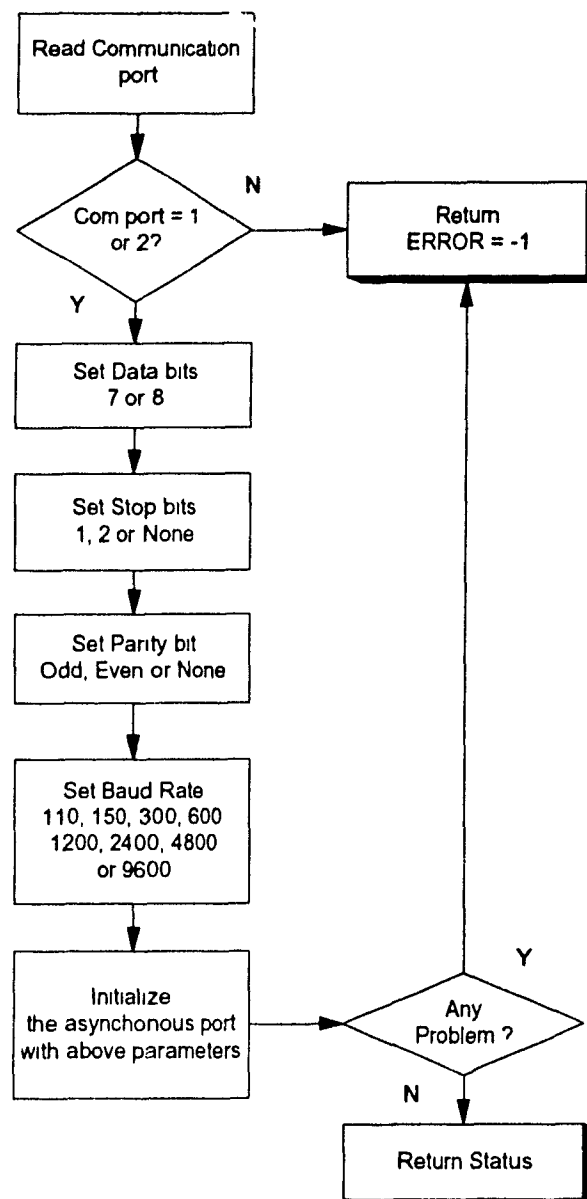 Read Communication
port
Com port = 1
or 2?
N
Return
ERROR = -1
Y
Set Data bits
7 or 8
Set Stop bits
1, 2 or None
Set Parity bit
Odd, Even or None
Set Baud Rate
110, 150, 300, 600
1200, 2400, 4800
or 9600
Initialize
the asynchonous port
with above parameters
Y
Any
Problem ?
N
Return Status